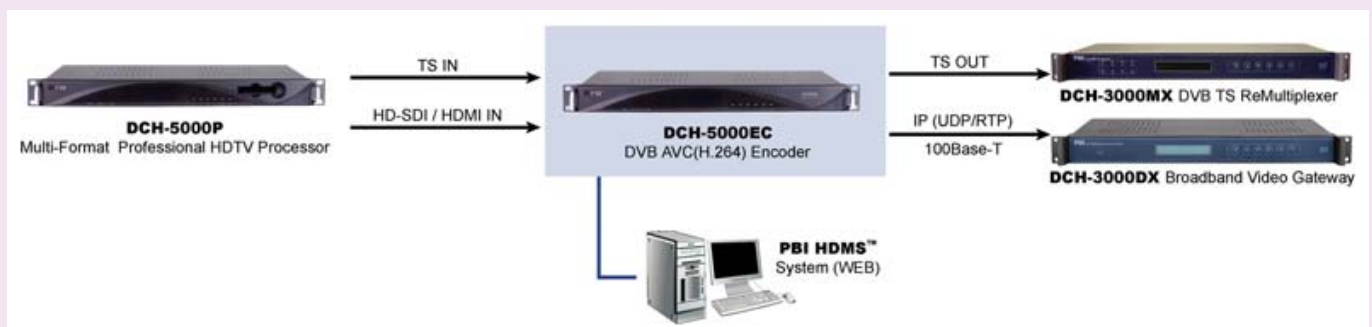 TS IN
HD-SDI / HDMI IN
DCH-5000P
Multi-Format Professional HDTV Processor
DCH-5000EC
DVB AVC(H.264) Encoder
TS OUT
DCH-3000MX DVB TS ReMultiplexer
IP (UDP/RTP)
100Base-T
DCH-3000DX Broadband Video Gateway
PBI HDMS™
System (WEB)